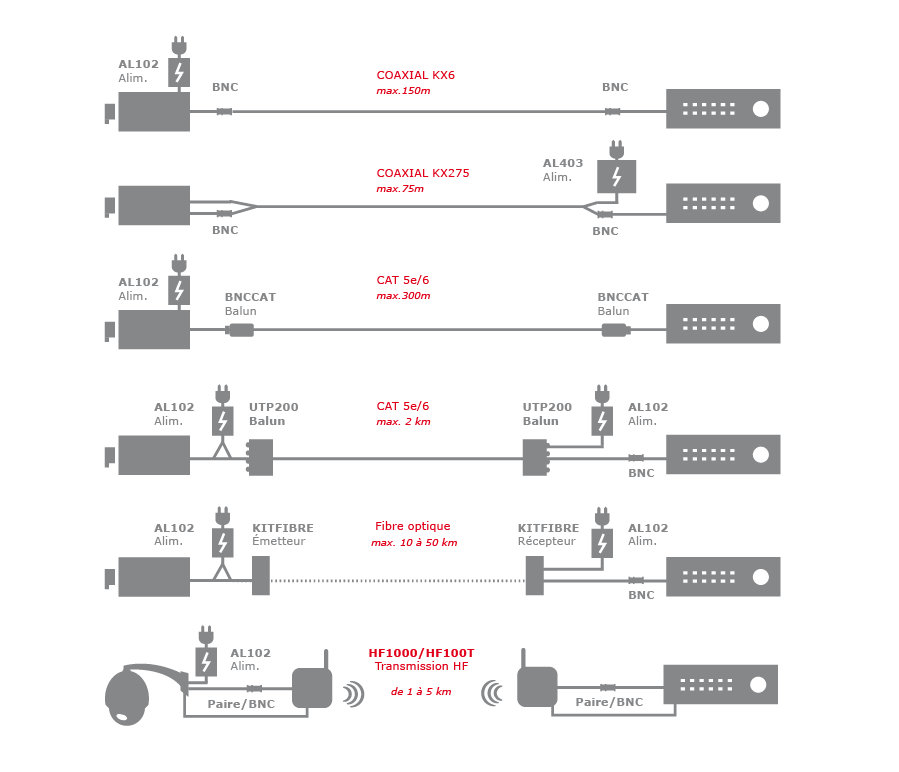 AL102
Alim.
BNC
COAXIAL KX6
max.150m
BNC
COAXIAL KX275
max.75m
AL403
Alim.
BNC
BNC
AL102
Alim.
BNCCAT
Balun
CAT 5e/6
max.300m
BNCCAT
Balun
AL102
Alim.
UTP200
Balun
CAT 5e/6
max. 2 km
UTP200
Balun
AL102
Alim.
BNC
AL102
Alim.
KITFIBRE
Émetteur
Fibre optique
max. 10 à 50 km
KITFIBRE
Récepteur
AL102
Alim.
BNC
AL102
Alim.
Paire/BNC
HF1000/HF100T
Transmission HF
de 1 à 5 km
Paire/BNC